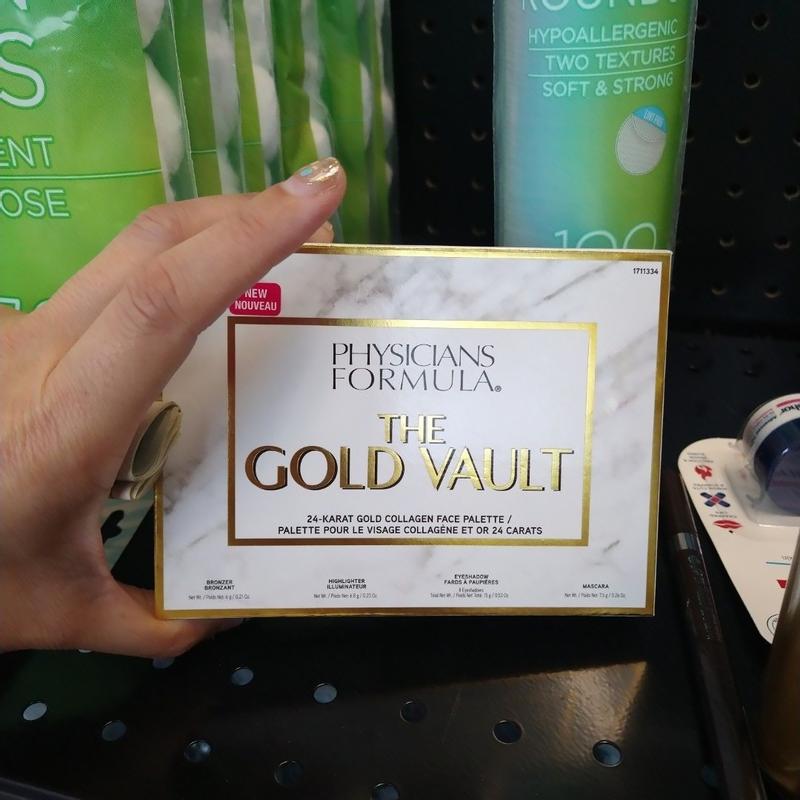 S
ENT
OSE
HYPOALLERGENIC
TWO TEXTURES
SOFT & STRONG
100
1711334
NEW
NOUVEAU
PHYSICIANS
FORMULA®
THE
GOLD VAULT
24-KARAT GOLD COLLAGEN FACE PALETTE /
PALETTE POUR LE VISAGE COLLAGÈNE ET OR 24 CARATS
BRONZER
BRONZANT
HIGHLIGHTER
ILLUMINATEUR
EYESHADOW
FARDS À PAUPIÈRES
MASCARA